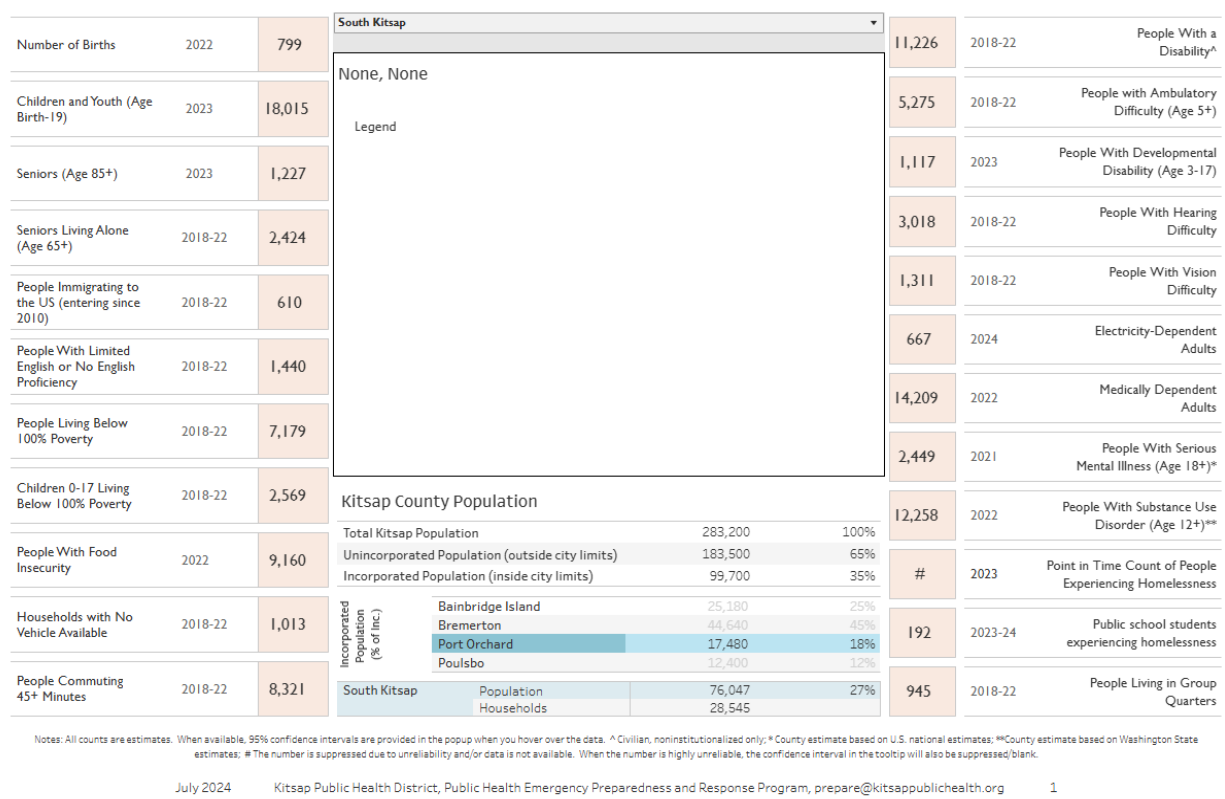 South Kitsap
Number of Births 2022 799
Children and Youth (Age
Birth-19) 2023 18,015
Seniors (Age 85+) 2023 1,227
Seniors Living Alone
(Age 65+) 2018-22 2,424
People Immigrating to
the US (entering since
2010) 2018-22 610
People With Limited
English or No English
Proficiency 2018-22 1,440
People Living Below
100% Poverty 2018-22 7,179
Children 0-17 Living
Below 100% Poverty 2018-22 2,569
People With Food
Insecurity 2022 9,160
Households with No
Vehicle Available 2018-22 1,013
People Commuting
45+ Minutes 2018-22 8,321
None, None
Legend
Kitsap County Population
Total Kitsap Population 283,200 100%
Unincorporated Population (outside city limits) 183,500 65%
Incorporated Population (inside city limits) 99,700 35%
Incorporated
Population
(% of Inc.)
Bainbridge Island 25,180 25%
Bremerton 44,640 45%
Port Orchard 17,480 18%
Poulsbo 12,400 12%
South Kitsap Population 76,047 27%
Households 28,545
11,226 2018-22 People With a
Disability^
5,275 2018-22 People with Ambulatory
Difficulty (Age 5+)
1,117 2023 People With Developmental
Disability (Age 3-17)
3,018 2018-22 People With Hearing
Difficulty
1,311 2018-22 People With Vision
Difficulty
667 2024 Electricity-Dependent
Adults
14,209 2022 Medically Dependent
Adults
2,449 2021 People With Serious
Mental Illness (Age 18+)*
12,258 2022 People With Substance Use
Disorder (Age 12+)**
# 2023 Point in Time Count of People
Experiencing Homelessness
192 2023-24 Public school students
experiencing homelessness
945 2018-22 People Living in Group
Quarters
Notes: All counts are estimates. When available, 95% confidence intervals are provided in the popup when you hover over the data. ^ Civilian, noninstitutionalized only; * County estimate based on U.S. national estimates; **County estimate based on Washington State
estimates; # The number is suppressed due to unreliability and/or data is not available. When the number is highly unreliable, the confidence interval in the tooltip will also be suppressed/blank.
July 2024 Kitsap Public Health District, Public Health Emergency Preparedness and Response Program, prepare@kitsappublichealth.org 1